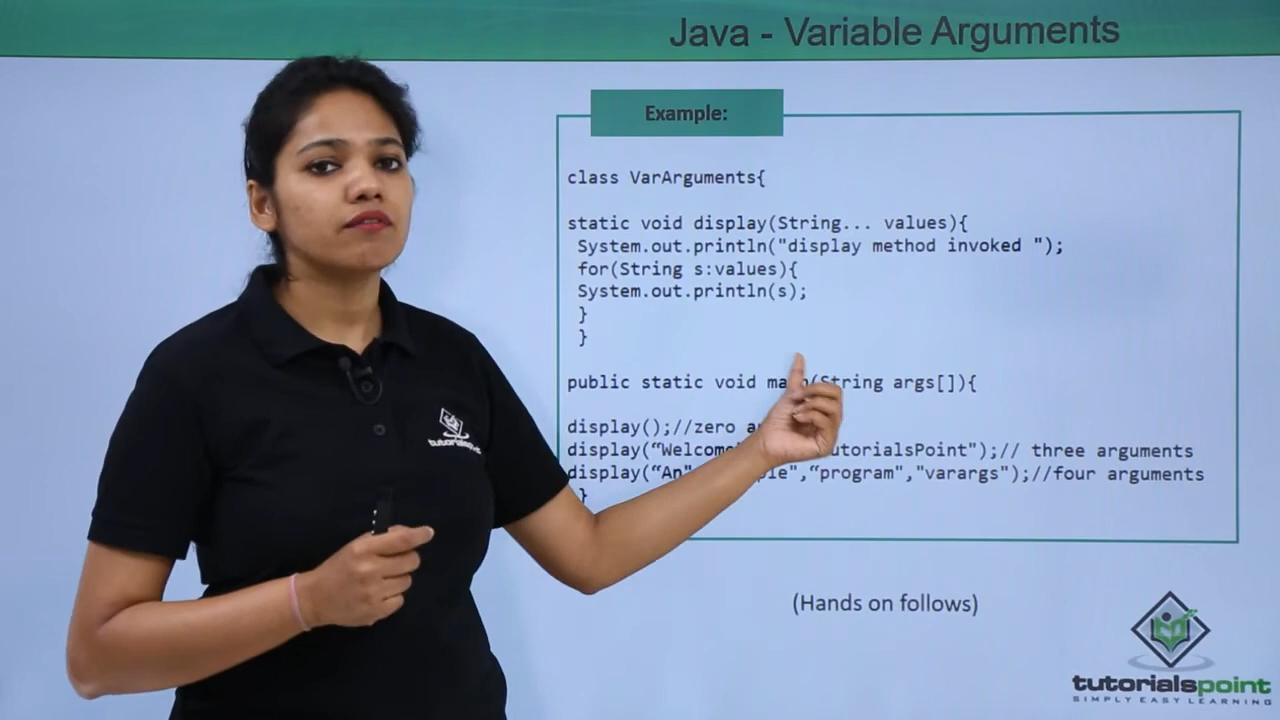 Java - Variable Arguments
Example:
class VarArguments{
static void display(String... values){
System.out.println("display method invoked ");
for(String s:values){
System.out.println(s);
}
}
public static void main(String args[]){
display();//zero
display(“Welcome utorialsPoint");// three arguments
display(“An" ple",“program","varargs");//four arguments
}
(Hands on follows)
tutorialspoint
SIMPLY EASY LEARNING
tutorialspoint